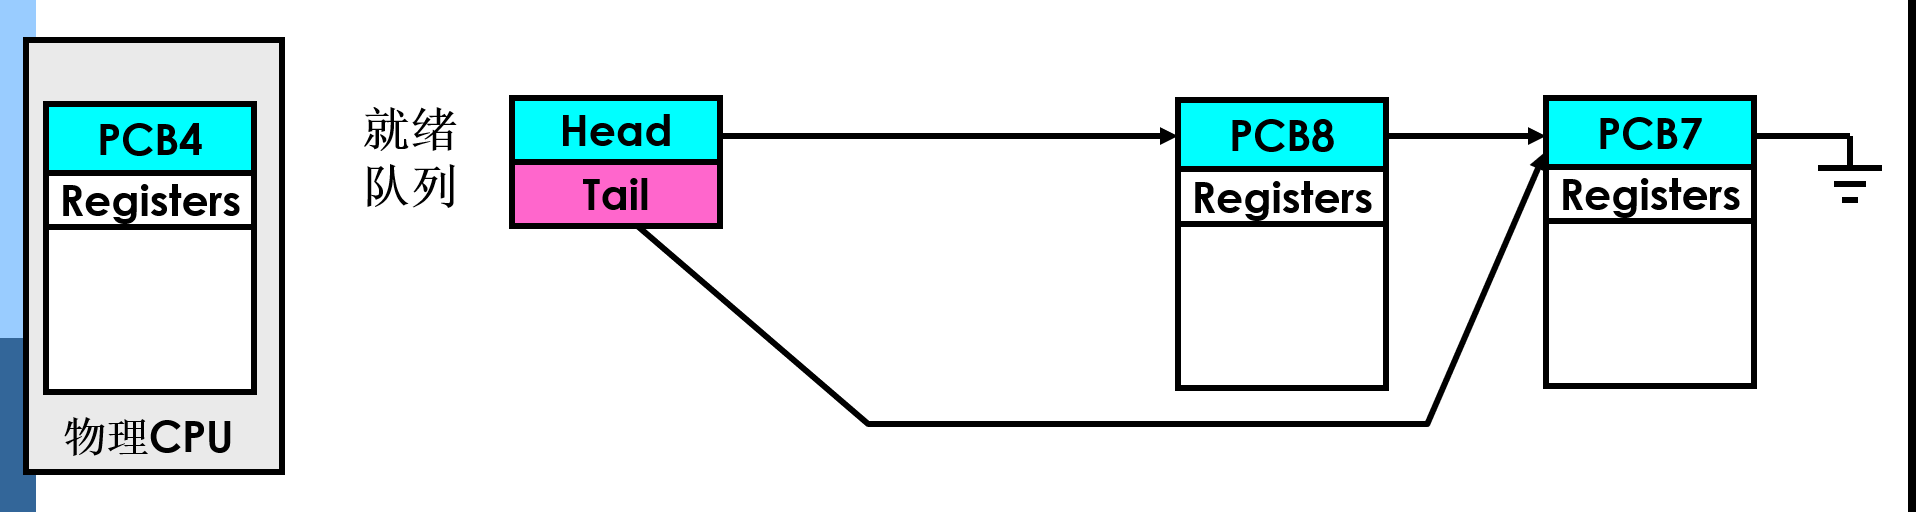 PCB4
Registers
物理CPU
就绪
队列
Head
Tail
PCB8
Registers
PCB7
Registers